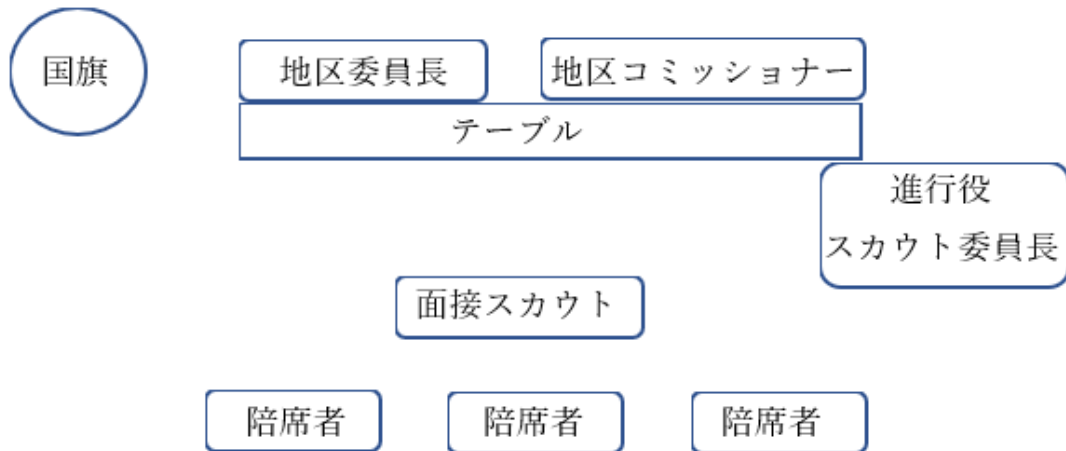 国旗
地区委員長
地区コミッショナー
テーブル
進行役
スカウト委員長
面接スカウト
陪席者
陪席者
陪席者